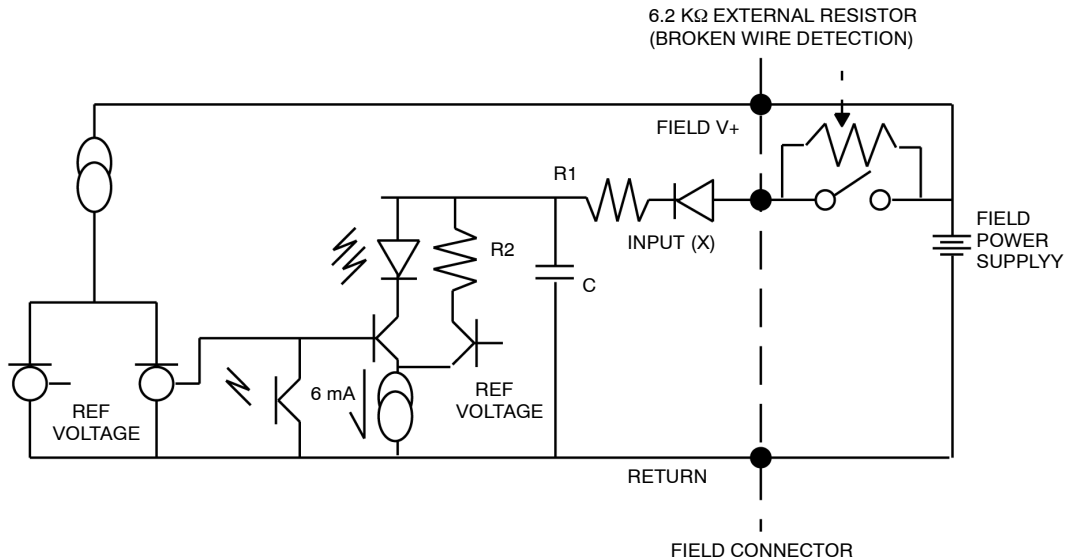 6.2 KΩ EXTERNAL RESISTOR
(BROKEN WIRE DETECTION)
FIELD V+
R1
INPUT (X)
R2
C
FIELD
POWER
SUPPLYY
6 mA
REF
VOLTAGE
REF
VOLTAGE
RETURN
FIELD CONNECTOR